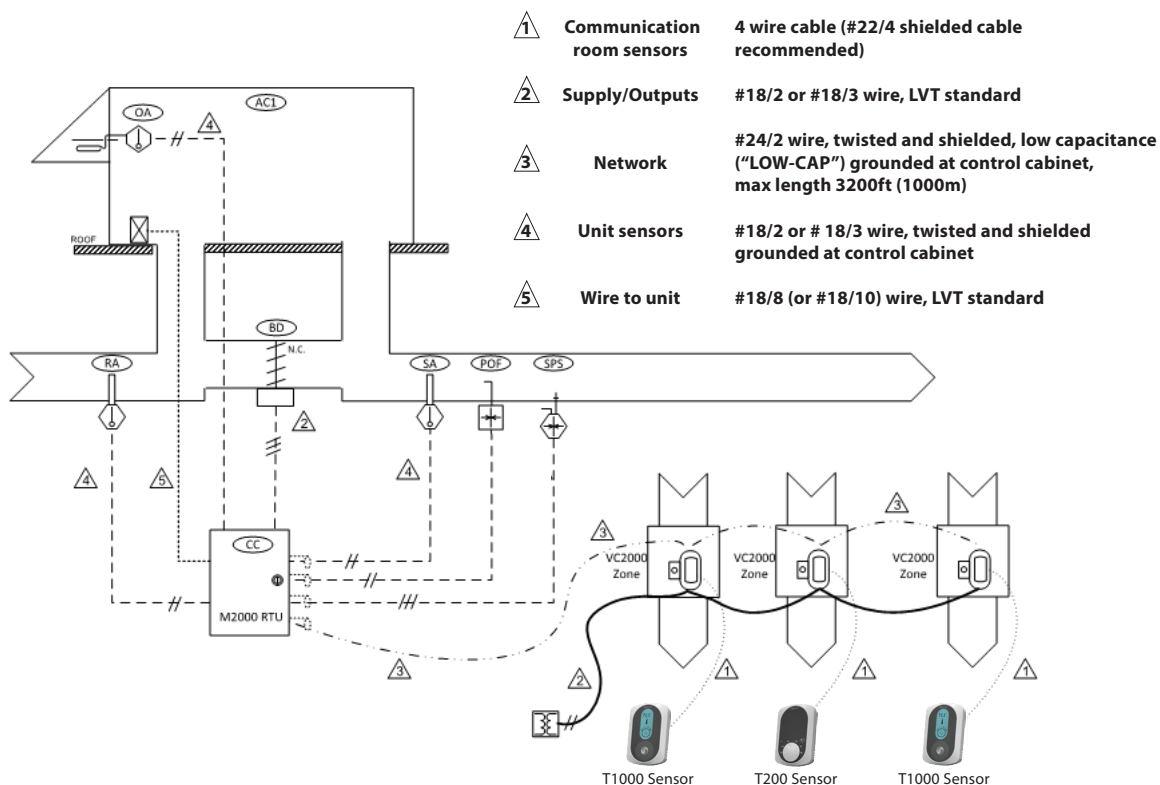 1 Communication room sensors 4 wire cable (#22/4 shielded cable recommended)
2 Supply/Outputs #18/2 or #18/3 wire, LVT standard
3 Network #24/2 wire, twisted and shielded, low capacitance ("LOW-CAP") grounded at control cabinet, max length 3200ft (1000m)
4 Unit sensors #18/2 or # 18/3 wire, twisted and shielded grounded at control cabinet
5 Wire to unit #18/8 (or #18/10) wire, LVT standard
OA
AC1
4
ROOF
BD
N.C.
RA
SA
POF
SPS
2
4
5
4
CC
M2000 RTU
3
3
VC2000
Zone
VC2000
Zone
VC2000
Zone
3
2
1
1
1
T1000 Sensor
T200 Sensor
T1000 Sensor